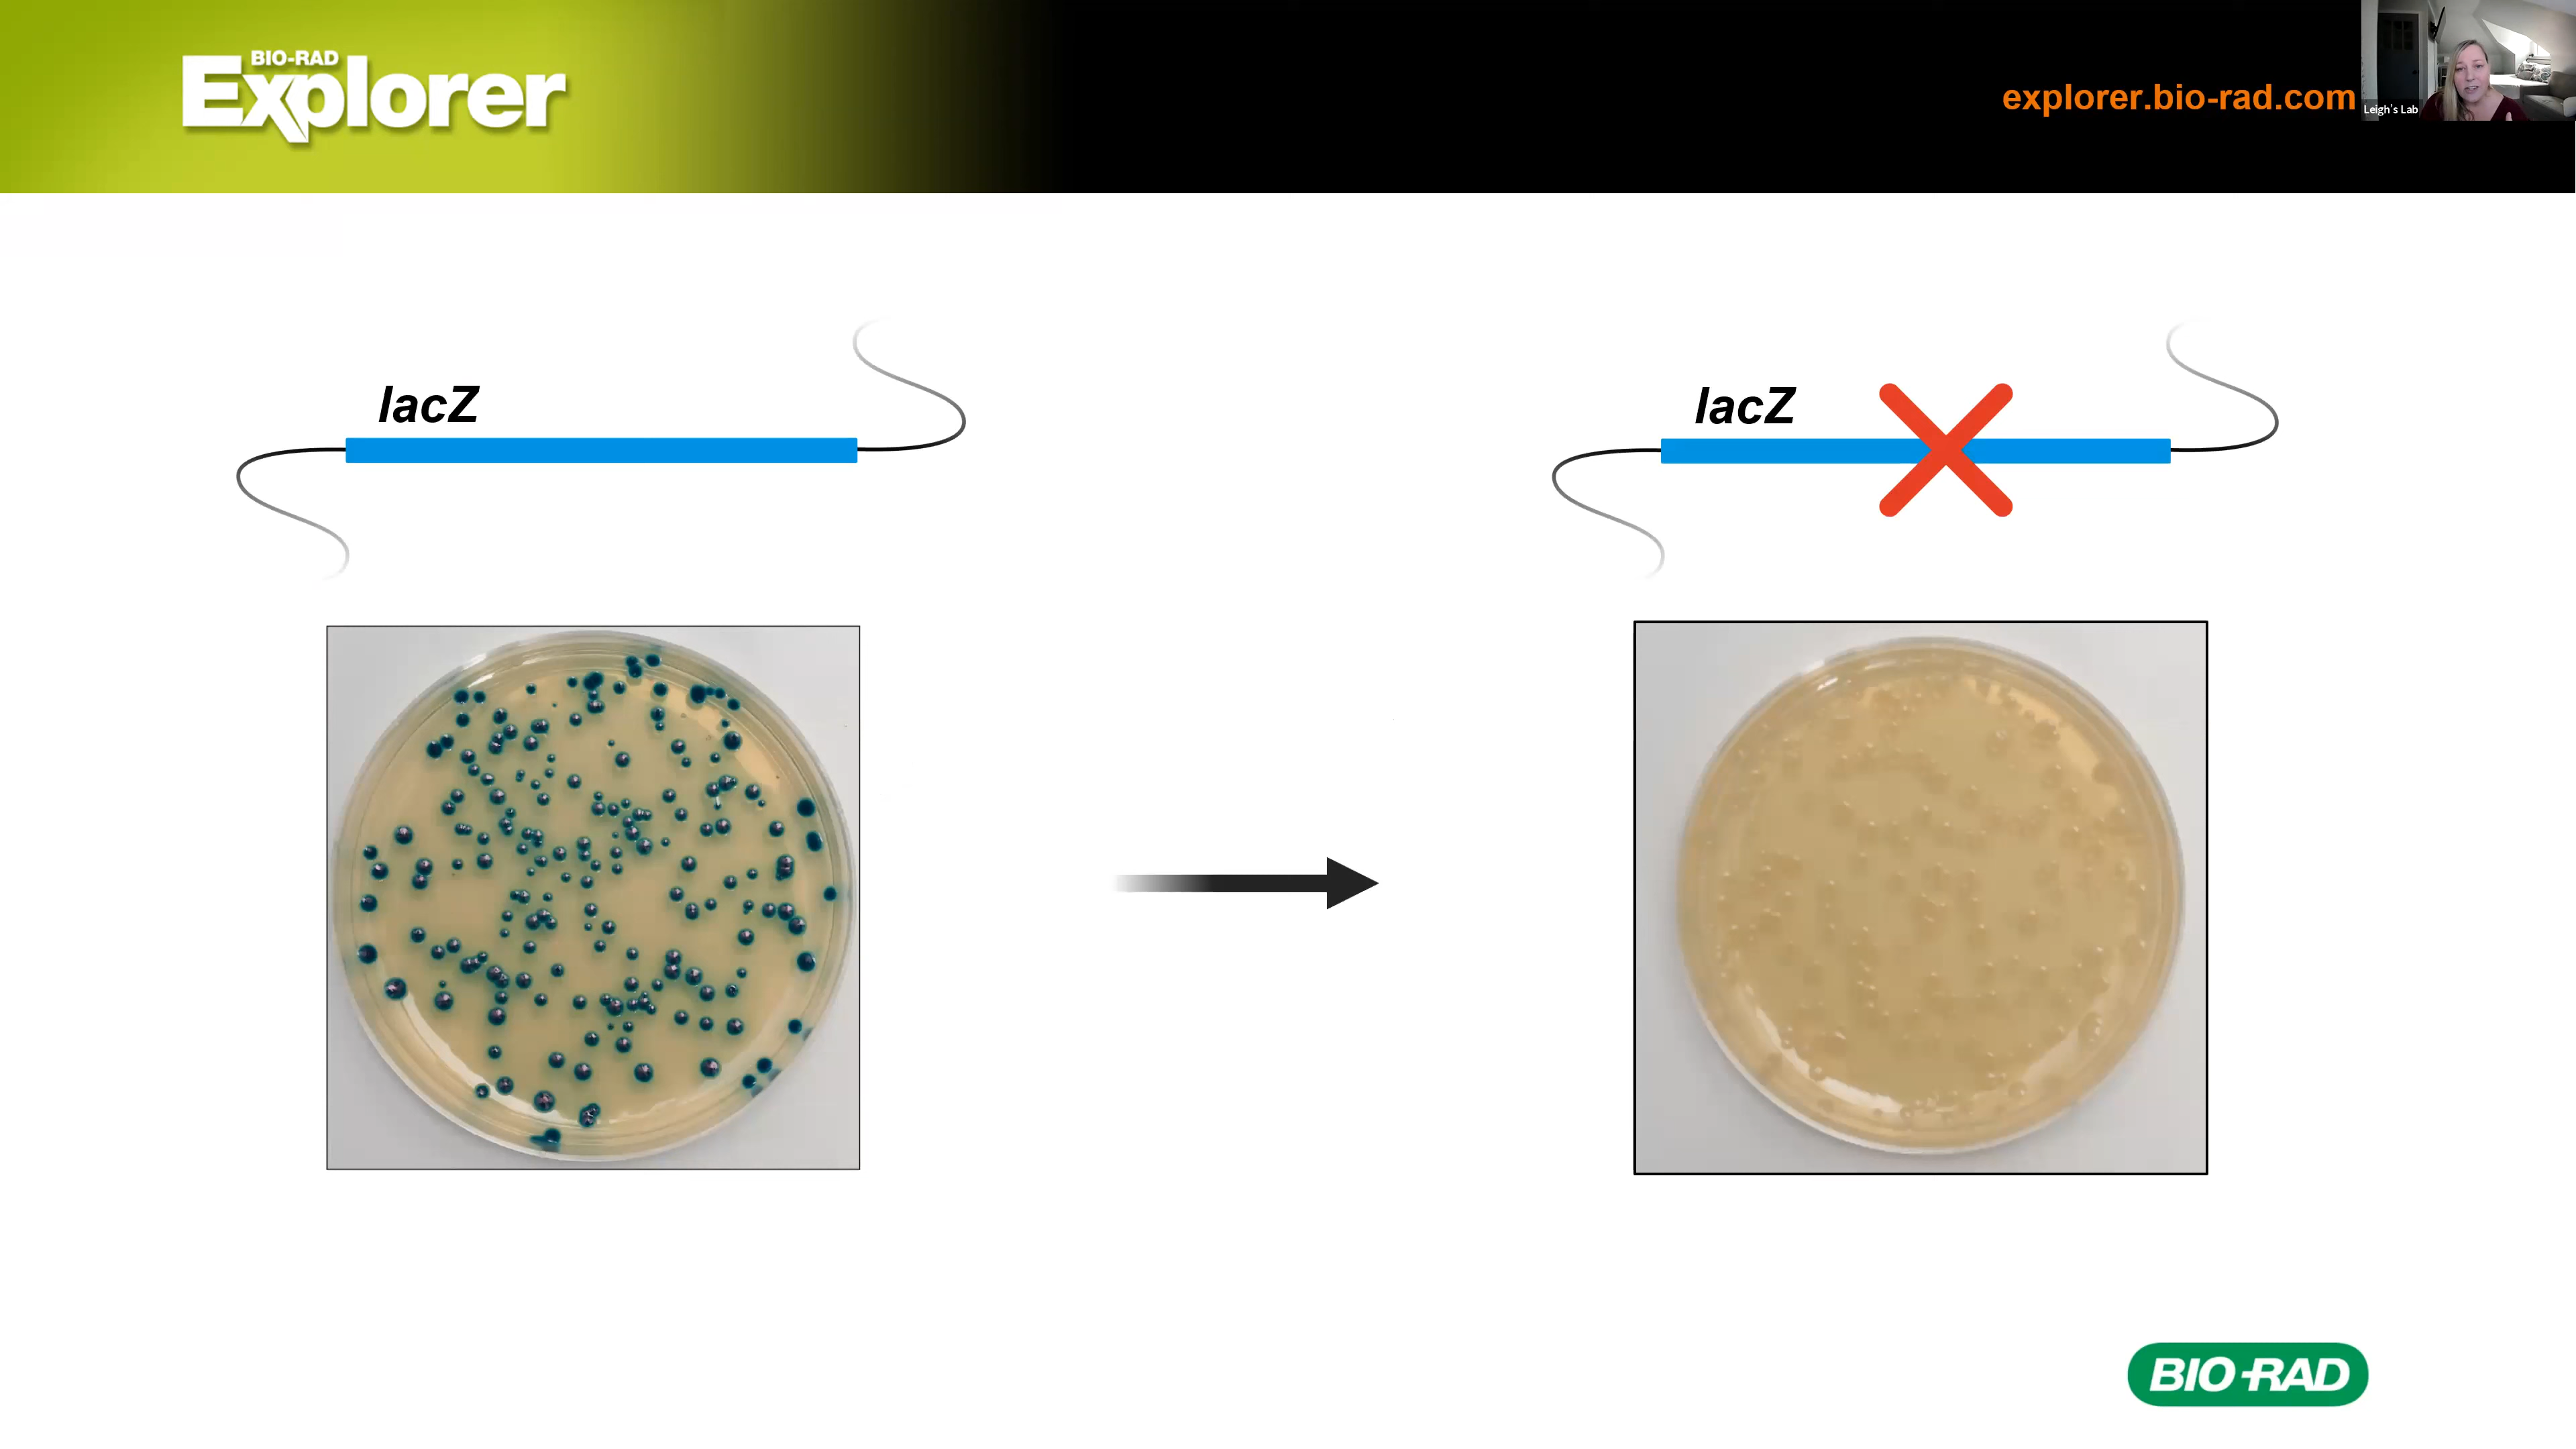 BIO-RAD
Explorer
explorer.bio-rad.com
Leigh's Lab
lacZ
lacZ
BIO-RAD